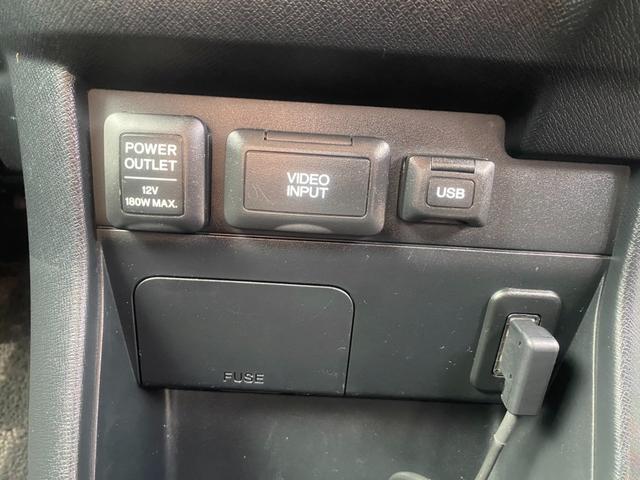 POWER
OUTLET
12V
180W MAX.
VIDEO
INPUT
USB
FUSE